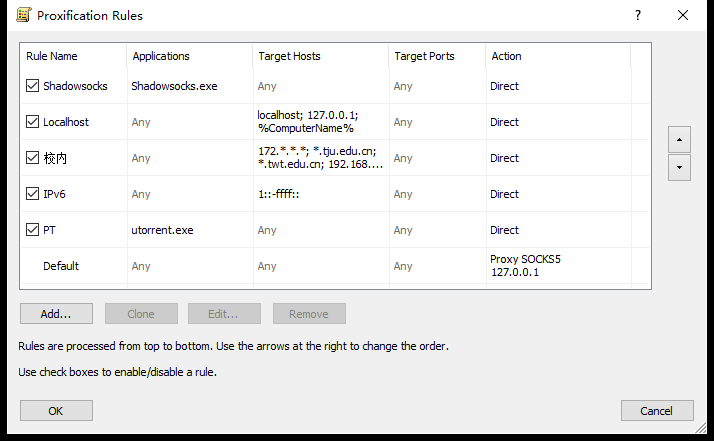 Proxification Rules
Rule Name Applications Target Hosts Target Ports Action
Shadowsocks Shadowsocks.exe Any Any Direct
Localhost Any localhost; 127.0.0.1; %ComputerName% Any Direct
校内 Any 172.*.*.*; *.tju.edu.cn; *.twt.edu.cn; 192.168.... Any Direct
IPv6 Any 1::-ffff:: Any Direct
PT utorrent.exe Any Any Direct
Default Any Any Any Proxy SOCKS5 127.0.0.1
Add... Clone Edit... Remove
Rules are processed from top to bottom. Use the arrows at the right to change the order.
Use check boxes to enable/disable a rule.
OK Cancel